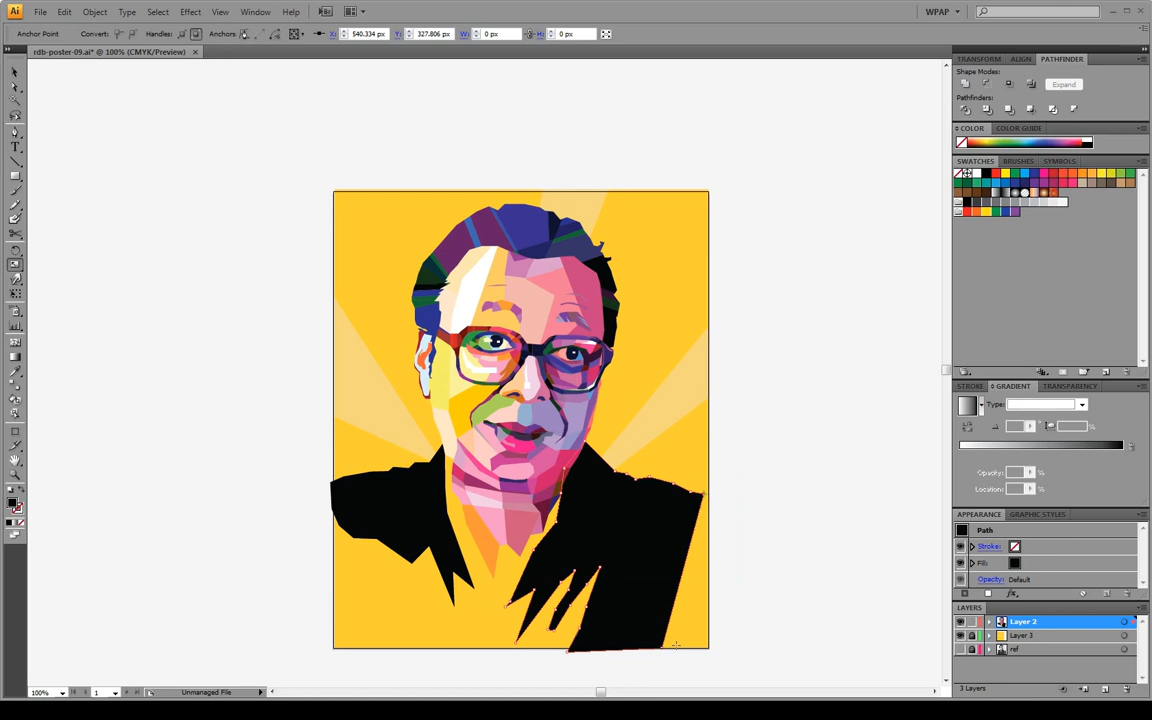 Ai File Edit Object Type Select Effect View Window Help Br WPAP
Anchor Point Convert: Handles: Anchors: X: 540.334 px Y: 327.806 px W: 0 px H: 0 px
rdb-poster-09.ai* @ 100% (CMYK/Preview) ×
TRANSFORM ALIGN PATHFINDER
Shape Modes:
Expand
Pathfinders:
COLOR COLOR GUIDE
SWATCHES BRUSHES SYMBOLS
STROKE GRADIENT TRANSPARENCY
Type:
%
Opacity: %
Location: %
APPEARANCE GRAPHIC STYLES
Path
Stroke:
Fill:
Opacity: Default
fx
LAYERS
Layer 2
Layer 3
ref
3 Layers
100% 1 Unmanaged File